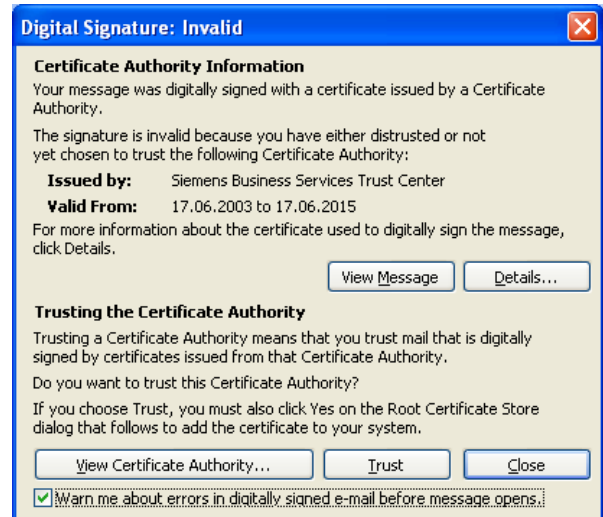 Digital Signature: Invalid
Certificate Authority Information
Your message was digitally signed with a certificate issued by a Certificate
Authority.
The signature is invalid because you have either distrusted or not
yet chosen to trust the following Certificate Authority:
Issued by: Siemens Business Services Trust Center
Valid From: 17.06.2003 to 17.06.2015
For more information about the certificate used to digitally sign the message,
click Details.
View Message Details...
Trusting the Certificate Authority
Trusting a Certificate Authority means that you trust mail that is digitally
signed by certificates issued from that Certificate Authority.
Do you want to trust this Certificate Authority?
If you choose Trust, you must also click Yes on the Root Certificate Store
dialog that follows to add the certificate to your system.
View Certificate Authority... Trust Close
Warn me about errors in digitally signed e-mail before message opens.